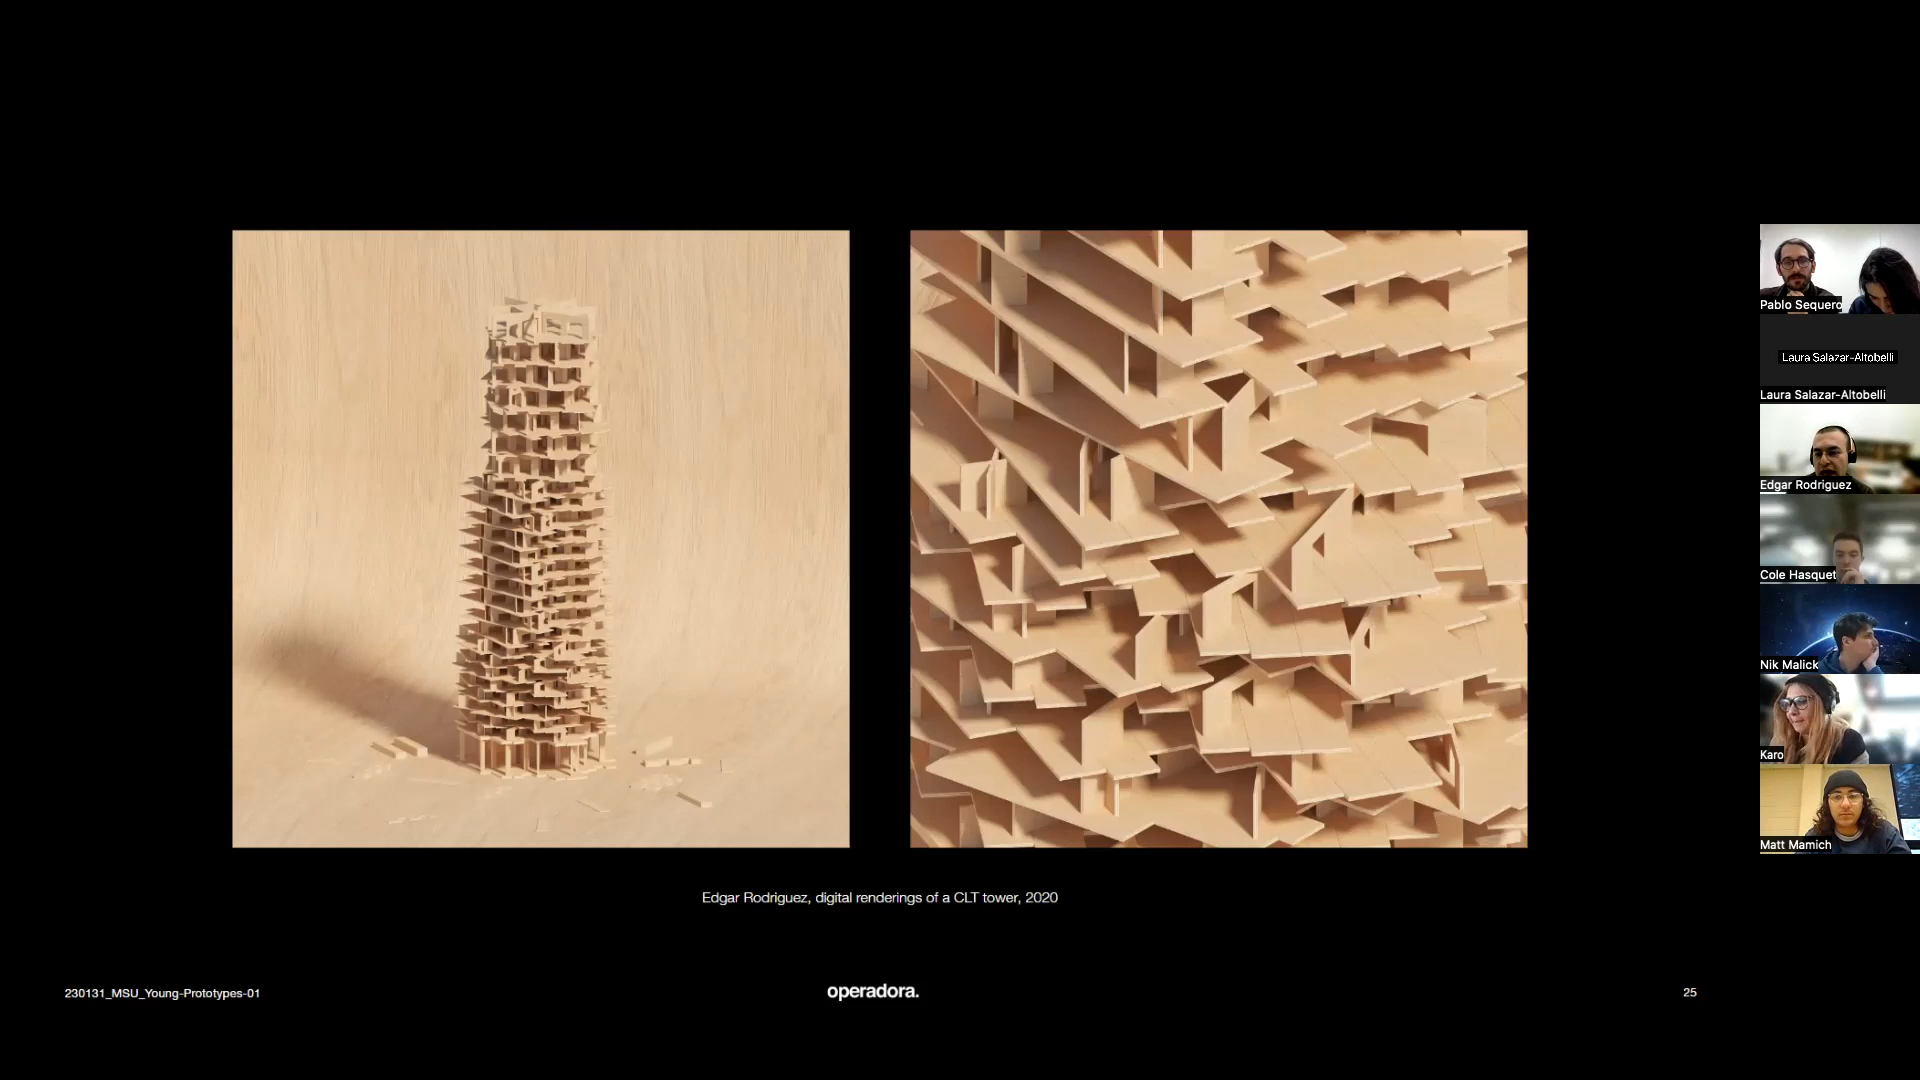 Pablo Sequero
Laura Salazar-Altobelli
Laura Salazar-Altobelli
Edgar Rodriguez
Cole Hasquet
Nik Malick
Karo
Matt Mamich
Edgar Rodriguez, digital renderings of a CLT tower, 2020
230131_MSU_Young-Prototypes-01
operadora.
25